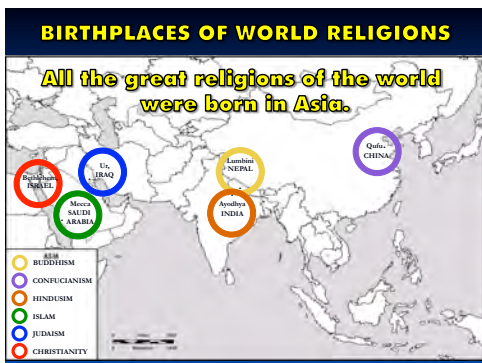 BIRTHPLACES OF WORLD RELIGIONS
All the great religions of the world
were born in Asia.
Qufu,
CHINA
Ur,
IRAQ
Lumbini
NEPAL
Bethlehem
ISRAEL
Mecca
SAUDI
ARABIA
Ayodhya
INDIA
ASIA
BUDDHISM
CONFUCIANISM
HINDUSIM
ISLAM
JUDAISM
CHRISTIANITY